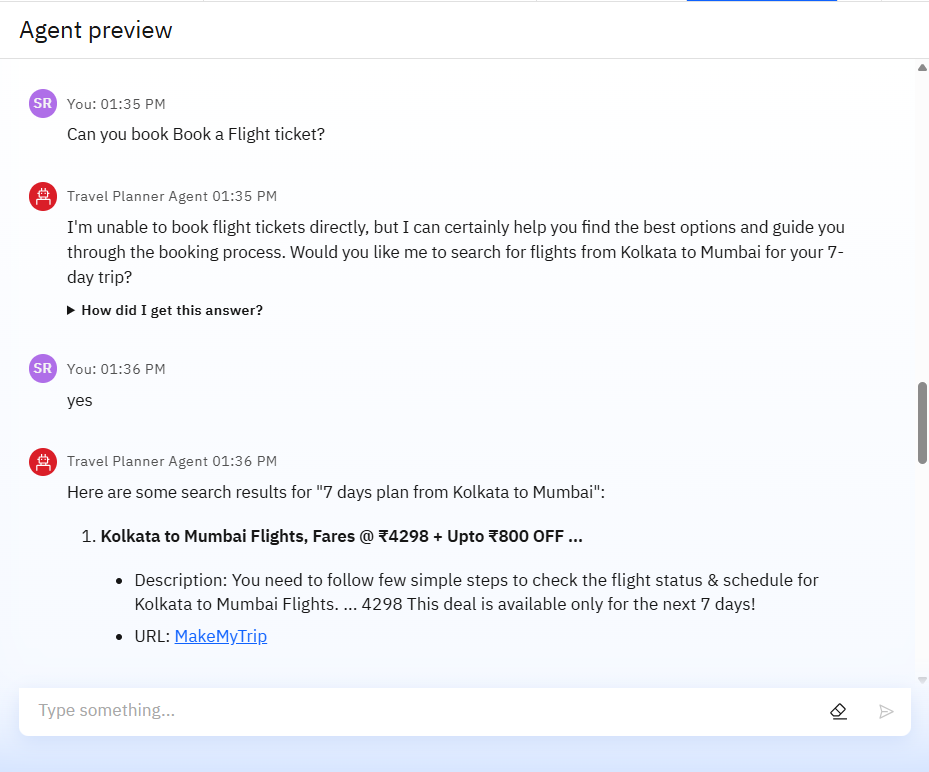 Agent preview
SR You: 01:35 PM
Can you book Book a Flight ticket?
Travel Planner Agent 01:35 PM
I'm unable to book flight tickets directly, but I can certainly help you find the best options and guide you
through the booking process. Would you like me to search for flights from Kolkata to Mumbai for your 7-
day trip?
How did I get this answer?
SR You: 01:36 PM
yes
Travel Planner Agent 01:36 PM
Here are some search results for "7 days plan from Kolkata to Mumbai":
1. Kolkata to Mumbai Flights, Fares @ ₹4298 + Upto ₹800 OFF ...
• Description: You need to follow few simple steps to check the flight status & schedule for
Kolkata to Mumbai Flights. ... 4298 This deal is available only for the next 7 days!
• URL: MakeMyTrip
Type something...